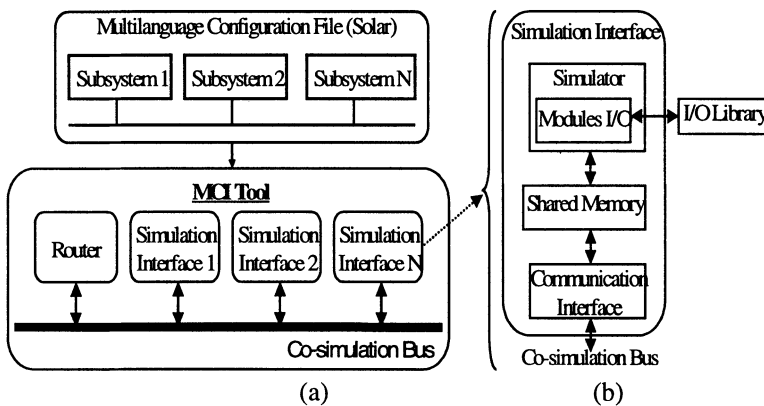 Multilanguage Configuration File (Solar)
Subsystem 1
Subsystem 2
Subsystem N
MCI Tool
Router
Simulation
Interface 1
Simulation
Interface 2
Simulation
Interface N
Co-simulation Bus
(a)
Simulation Interface
Simulator
Modules I/O
I/O Library
Shared Memory
Communication
Interface
Co-simulation Bus
(b)